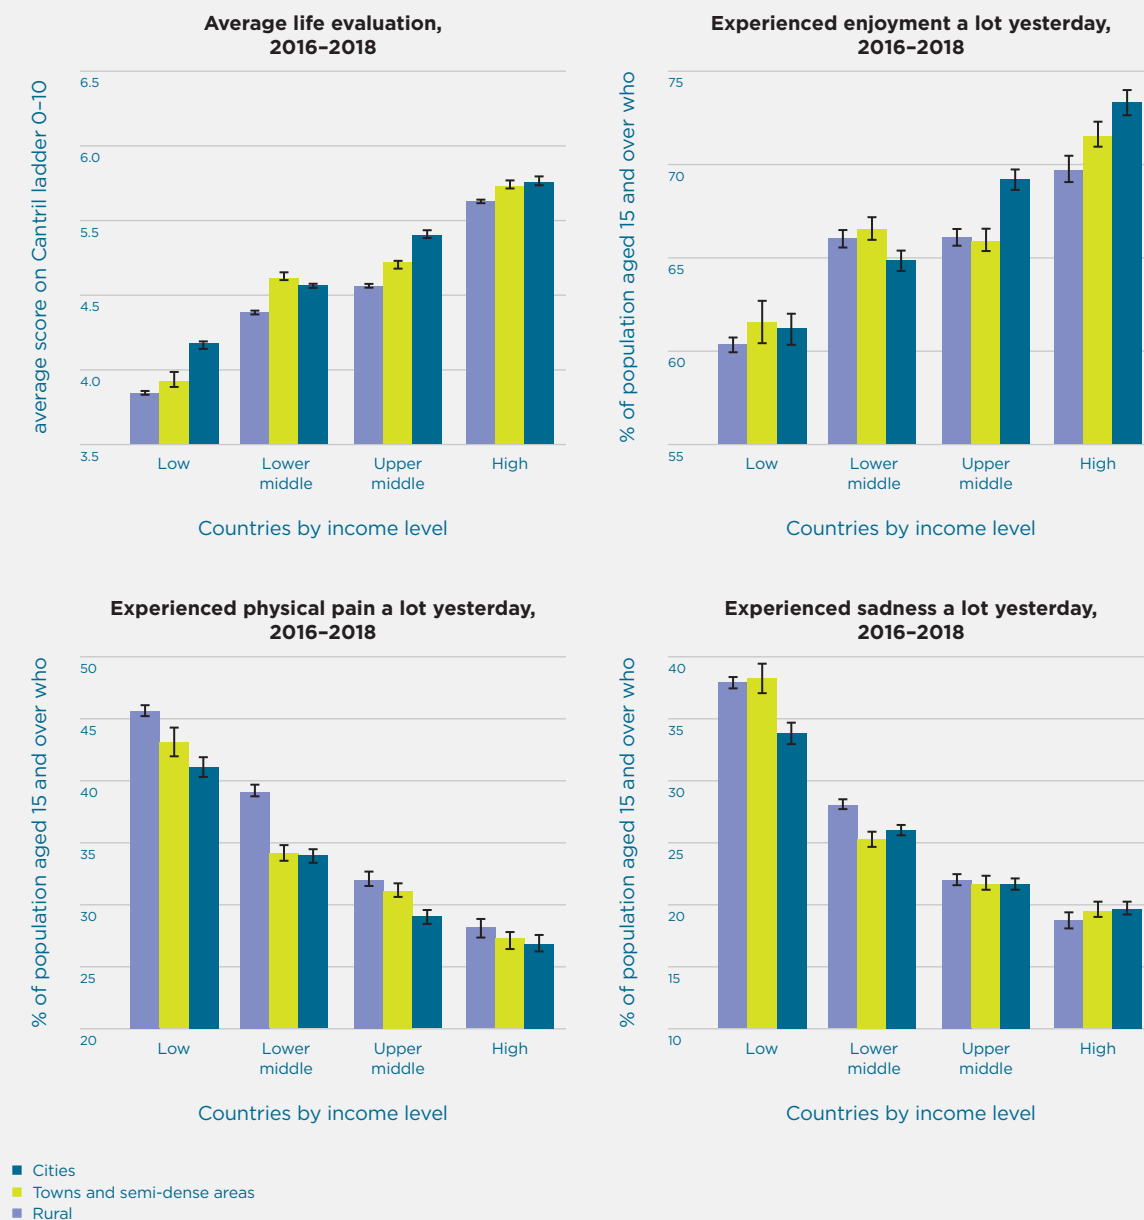 Average life evaluation,
2016–2018
average score on Cantril ladder 0–10
6.5
6.0
5.5
4.5
4.0
3.5
Low
Lower
middle
Upper
middle
High
Countries by income level
Experienced enjoyment a lot yesterday,
2016–2018
% of population aged 15 and over who
75
70
65
60
55
Low
Lower
middle
Upper
middle
High
Countries by income level
Experienced physical pain a lot yesterday,
2016–2018
% of population aged 15 and over who
50
45
40
35
30
25
20
Low
Lower
middle
Upper
middle
High
Countries by income level
Experienced sadness a lot yesterday,
2016–2018
% of population aged 15 and over who
40
35
30
25
20
15
10
Low
Lower
middle
Upper
middle
High
Countries by income level
Cities
Towns and semi-dense areas
Rural